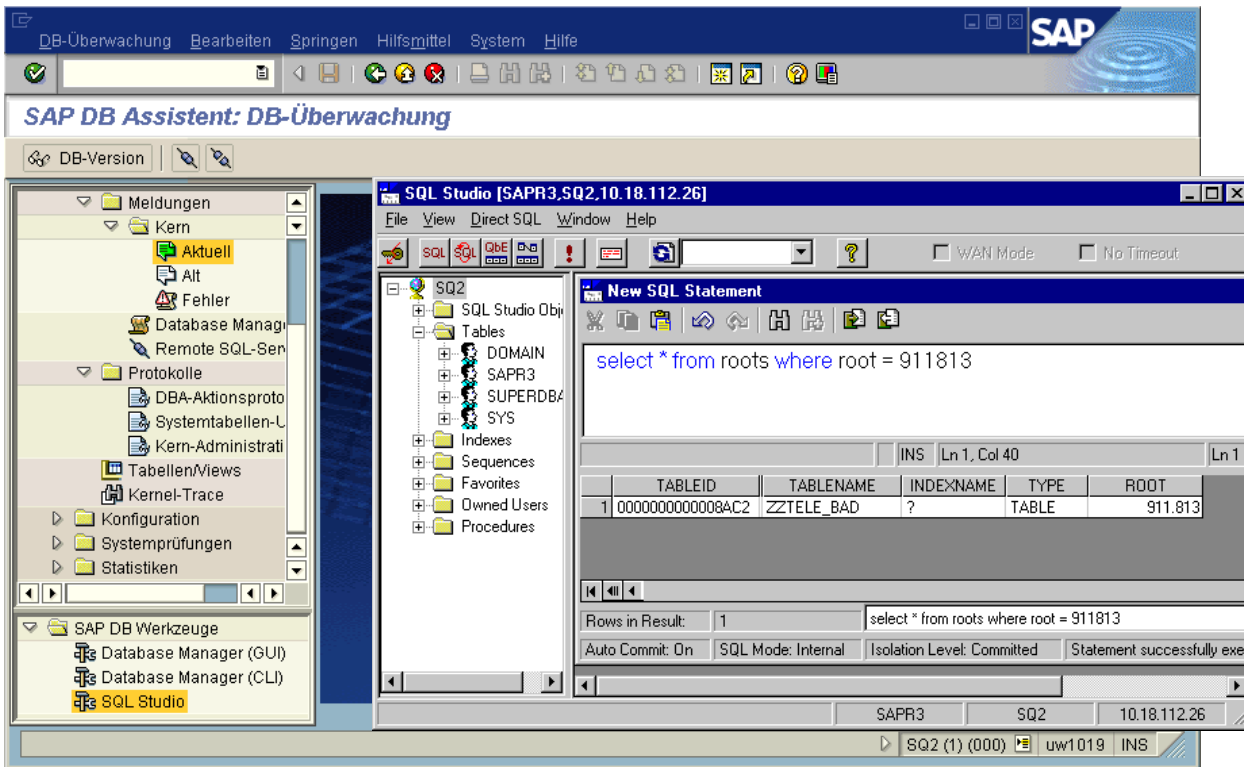 DB-Überwachung Bearbeiten Springen Hilfsmittel System Hilfe
SAP
SAP DB Assistent: DB-Überwachung
DB-Version
Meldungen
Kern
Aktuell
Alt
Fehler
Database Manag
Remote SQL-Ser
Protokolle
DBA-Aktionsproto
Systemtabellen-U
Kern-Administrati
Tabellen/Views
Kernel-Trace
Konfiguration
Systemprüfungen
Statistiken
SAP DB Werkzeuge
Database Manager (GUI)
Database Manager (CLI)
SQL Studio
SQL Studio [SAPR3,SQ2,10.18.112.26]
File View Direct SQL Window Help
SQL SQL QbE WAN Mode No Timeout
SQ2
SQL Studio Obj
Tables
DOMAIN
SAPR3
SUPERDBA
SYS
Indexes
Sequences
Favorites
Owned Users
Procedures
New SQL Statement
select * from roots where root = 911813
INS Ln 1, Col 40 Ln 1
TABLEID TABLENAME INDEXNAME TYPE ROOT
1 0000000000008AC2 ZZTELE_BAD ? TABLE 911.813
Rows in Result: 1 select * from roots where root = 911813
Auto Commit: On SQL Mode: Internal Isolation Level: Committed Statement successfully exe
SAPR3 SQ2 10.18.112.26
SQ2 (1) (000) uw1019 INS